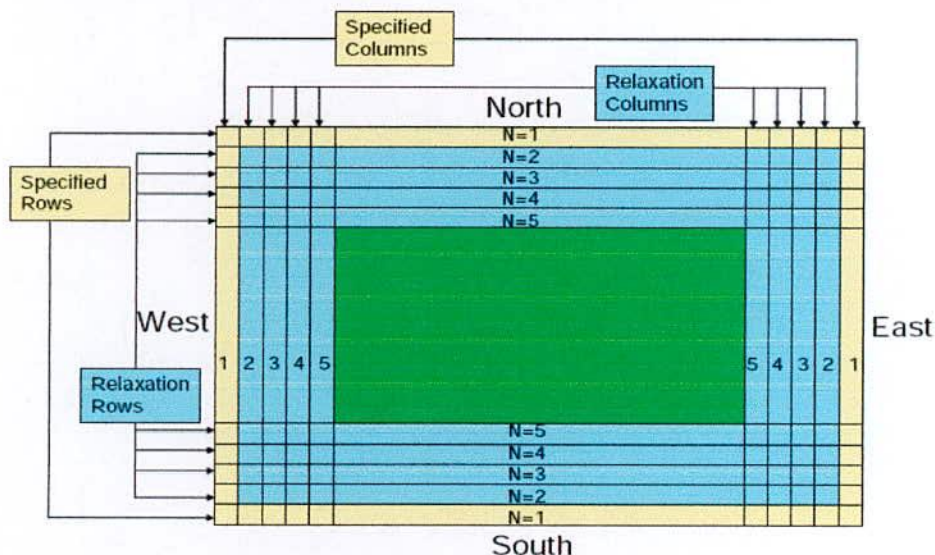 Specified
Columns
Relaxation
Columns
North
N=1
N=2
N=3
N=4
N=5
Specified
Rows
West
East
1 2 3 4 5
5 4 3 2 1
Relaxation
Rows
N=5
N=4
N=3
N=2
N=1
South